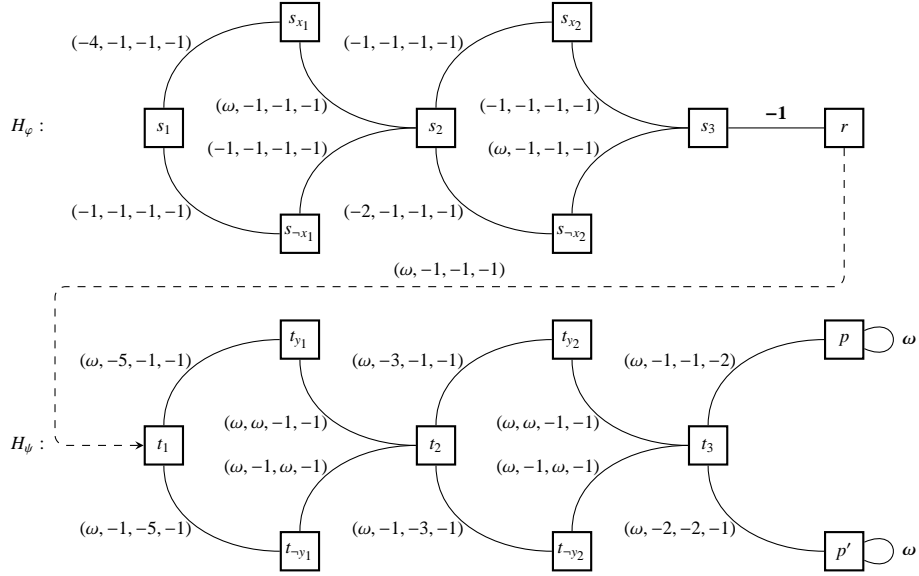 s_{x_1} s_{x_2}
(−4, −1, −1, −1) (−1, −1, −1, −1)
(ω, −1, −1, −1) (−1, −1, −1, −1) −1
H_φ : s_1 s_2 s_3 r
(−1, −1, −1, −1) (ω, −1, −1, −1)
(−1, −1, −1, −1) (−2, −1, −1, −1)
s_{¬x_1} s_{¬x_2}
(ω, −1, −1, −1)
t_{y_1} t_{y_2} p ω
(ω, −5, −1, −1) (ω, −3, −1, −1) (ω, −1, −1, −2)
(ω, ω, −1, −1) (ω, ω, −1, −1)
H_ψ : t_1 t_2 t_3
(ω, −1, ω, −1) (ω, −1, ω, −1)
(ω, −1, −5, −1) (ω, −1, −3, −1) (ω, −2, −2, −1)
t_{¬y_1} t_{¬y_2} p′ ω